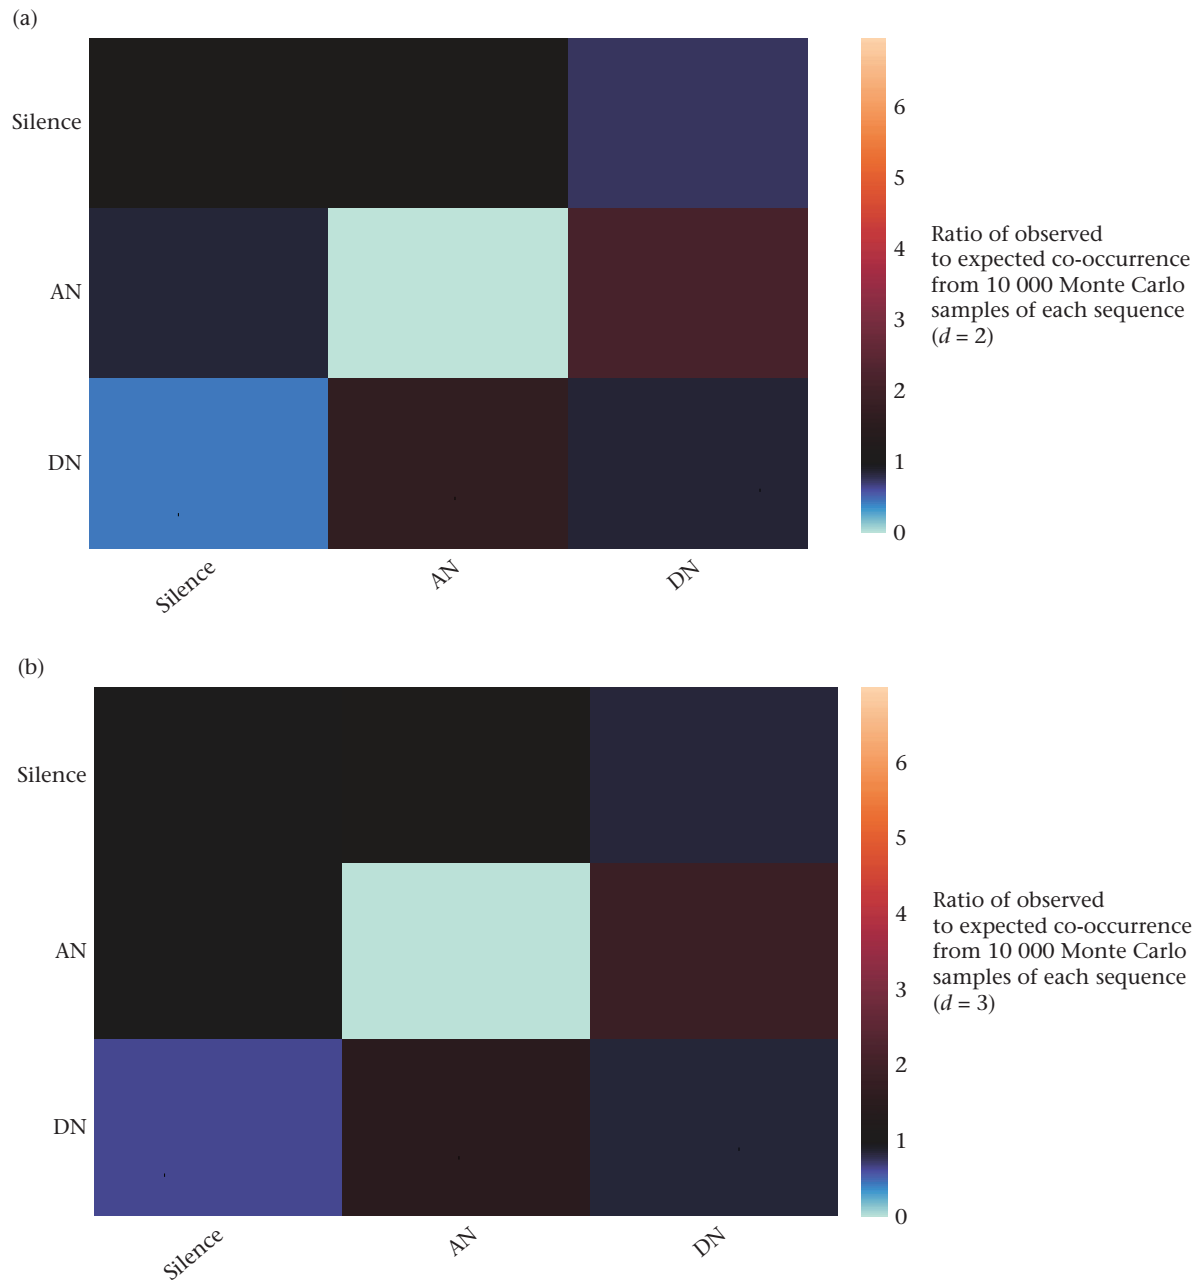 (a)
Silence
AN
DN
Silence
AN
DN
6
5
4
3
2
1
0
Ratio of observed
to expected co-occurrence
from 10 000 Monte Carlo
samples of each sequence
(d = 2)
(b)
Silence
AN
DN
Silence
AN
DN
6
5
4
3
2
1
0
Ratio of observed
to expected co-occurrence
from 10 000 Monte Carlo
samples of each sequence
(d = 3)